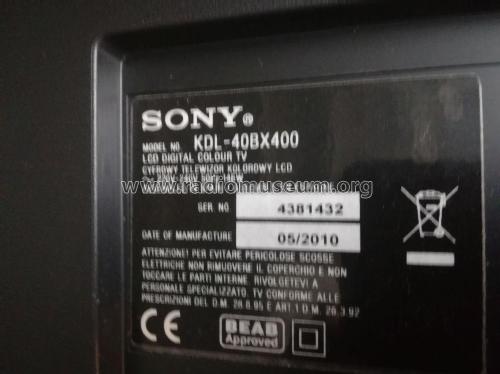 SONY®
MODEL NO. KDL-40BX400
LCD DIGITAL COLOUR TV
CYFROWY TELEWIZOR KOLOROWY LCD
~ 220V-240V 50Hz
www.radiomuseum.org
SER. NO. 4381432
DATE OF MANUFACTURE 05/2010
ATTENZIONE! PER EVITARE PERICOLOSE SCOSSE
ELETTRICHE NON RIMUOVERE IL COPERCHIO E NON
TOCCARE LE PARTI INTERNE. RIVOLGETEVI A
PERSONALE SPECIALIZZATO. TV CONFORME ALLE
PRESCRIZIONI DEL D.M. 28.8.95 E ART.1 D.M. 26.3.92
CE
BEAB
Approved